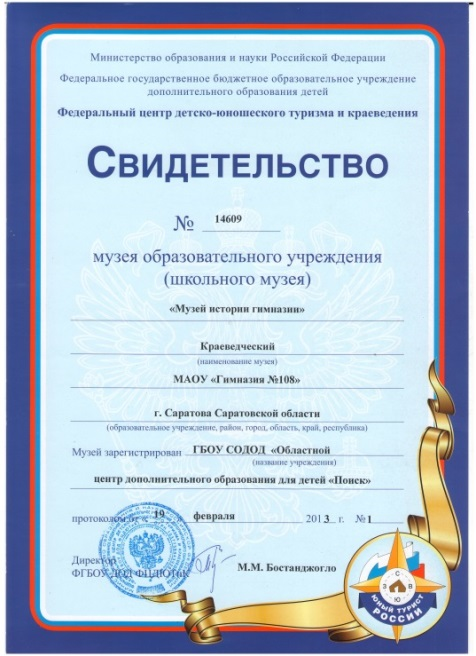 Министерство образования и науки Российской Федерации
Федеральное государственное бюджетное образовательное учреждение
дополнительного образования детей
Федеральный центр детско-юношеского туризма и краеведения
СВИДЕТЕЛЬСТВО
№ 14609
музея образовательного учреждения
(школьного музея)
«Музей истории гимназии»
Краеведческий
(наименование музея)
МАОУ «Гимназия №108»
г. Саратова Саратовской области
(образовательное учреждение, район, город, область, край, республика)
Музей зарегистрирован ГБОУ СОДОД «Областной
(название учреждения)
центр дополнительного образования для детей «Поиск»
протоколом от « 19 » февраля 2013 г. №1
Директор
ФГБОУ ДОД ФЦДЮТиК
М.М. Бостанджогло
С
З В
Ю
ЮНЫЙ ТУРИСТ
РОССИИ